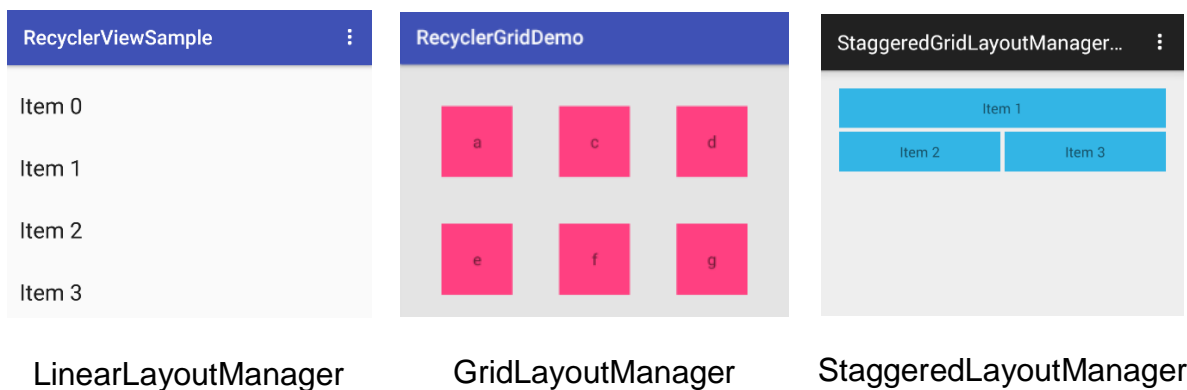 RecyclerViewSample
Item 0
Item 1
Item 2
Item 3
LinearLayoutManager
RecyclerGridDemo
a c d
e f g
GridLayoutManager
StaggeredGridLayoutManager...
Item 1
Item 2 Item 3
StaggeredLayoutManager